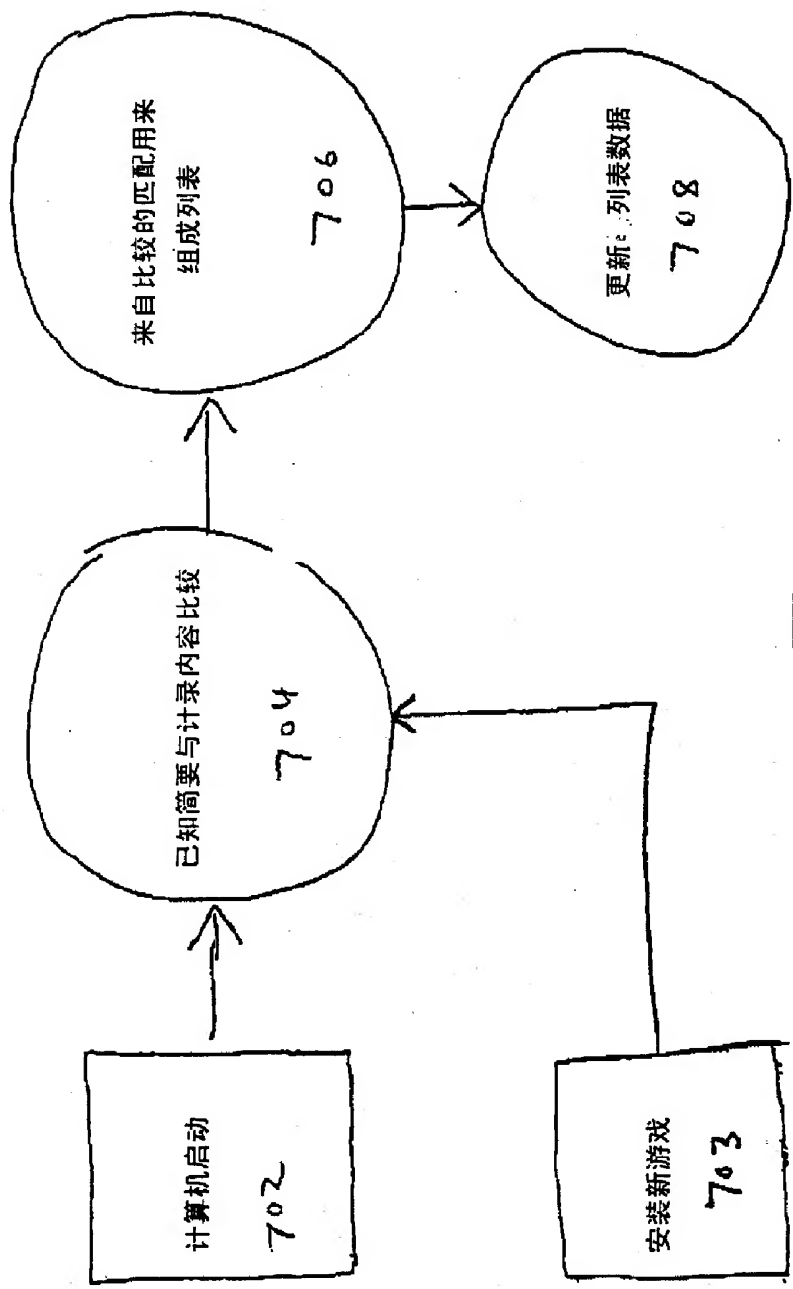 计算机启动
702
安装新游戏
703
已知简要与计录内容比较
704
来自比较的匹配用来
组成列表
706
更新 列表数据
708